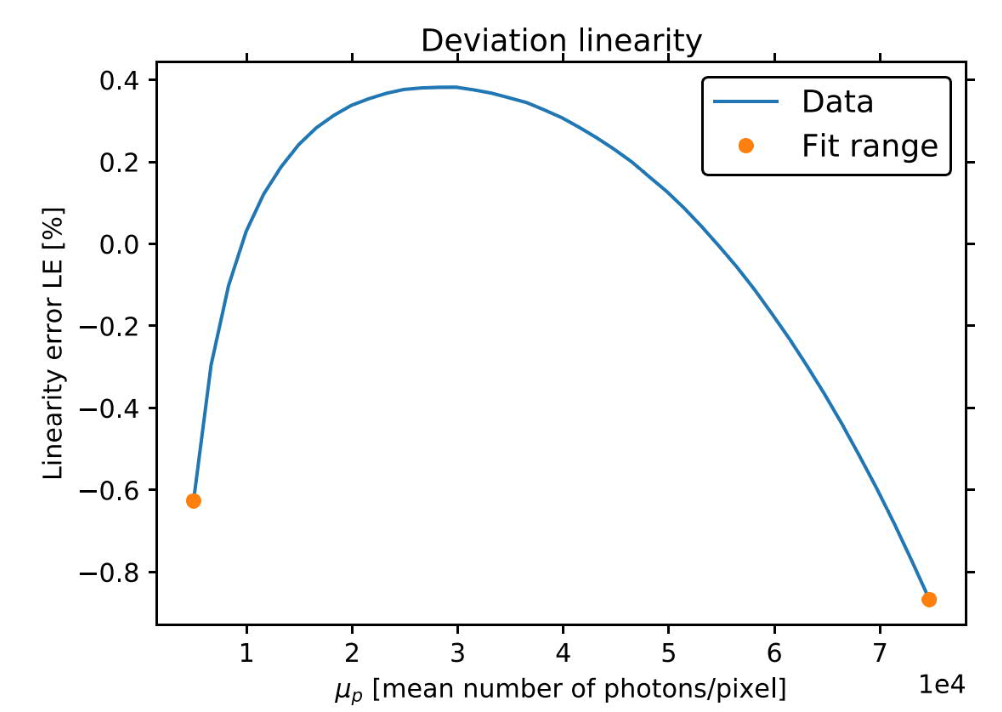 Deviation linearity
Data
Fit range
Linearity error LE [%]
0.4
0.2
0.0
−0.2
−0.4
−0.6
−0.8
1 2 3 4 5 6 7
1e4
μₚ [mean number of photons/pixel]